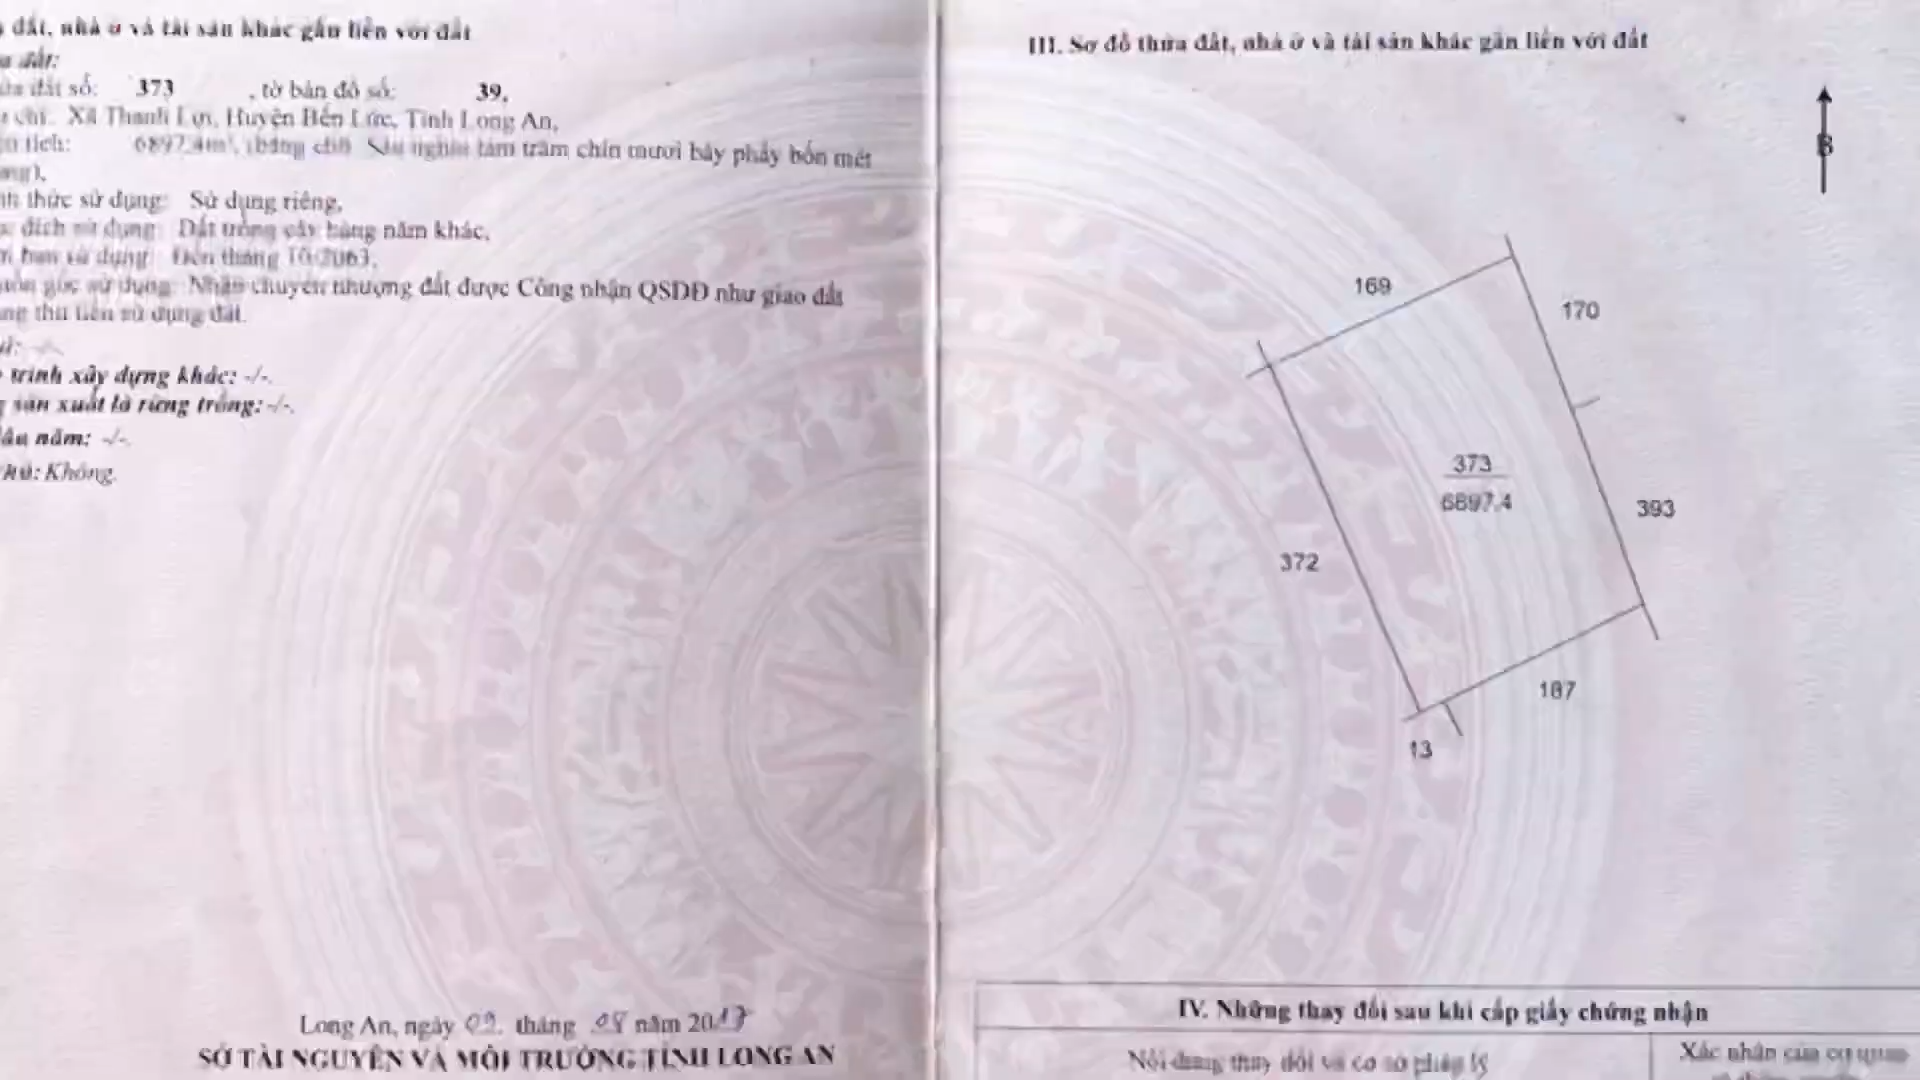 đất, nhà ở và tài sản khác gắn liền với đất
đất:
đất số: 373 , tờ bản đồ số: 39,
chỉ: Xã Thạnh Lợi, Huyện Bến Lức, Tỉnh Long An,
tích: 6897.4m², (bằng chữ: Sáu nghìn tám trăm chín mươi bảy phẩy bốn mét
thức sử dụng: Sử dụng riêng,
đích sử dụng: Đất trồng cây hàng năm khác,
hạn sử dụng: Đến tháng 10/2063,
gốc sử dụng: Nhận chuyển nhượng đất được Công nhận QSDĐ như giao đất
thu tiền sử dụng đất.
-/-.
trình xây dựng khác: -/-.
sản xuất là rừng trồng: -/-.
lâu năm: -/-.
chú: Không.
Long An, ngày 09 tháng 08 năm 2017
SỞ TÀI NGUYÊN VÀ MÔI TRƯỜNG TỈNH LONG AN
III. Sơ đồ thửa đất, nhà ở và tài sản khác gắn liền với đất
B
169
170
373
6897.4
393
372
187
13
IV. Những thay đổi sau khi cấp giấy chứng nhận
Nội dung thay đổi và cơ sở pháp lý
Xác nhận của cơ quan